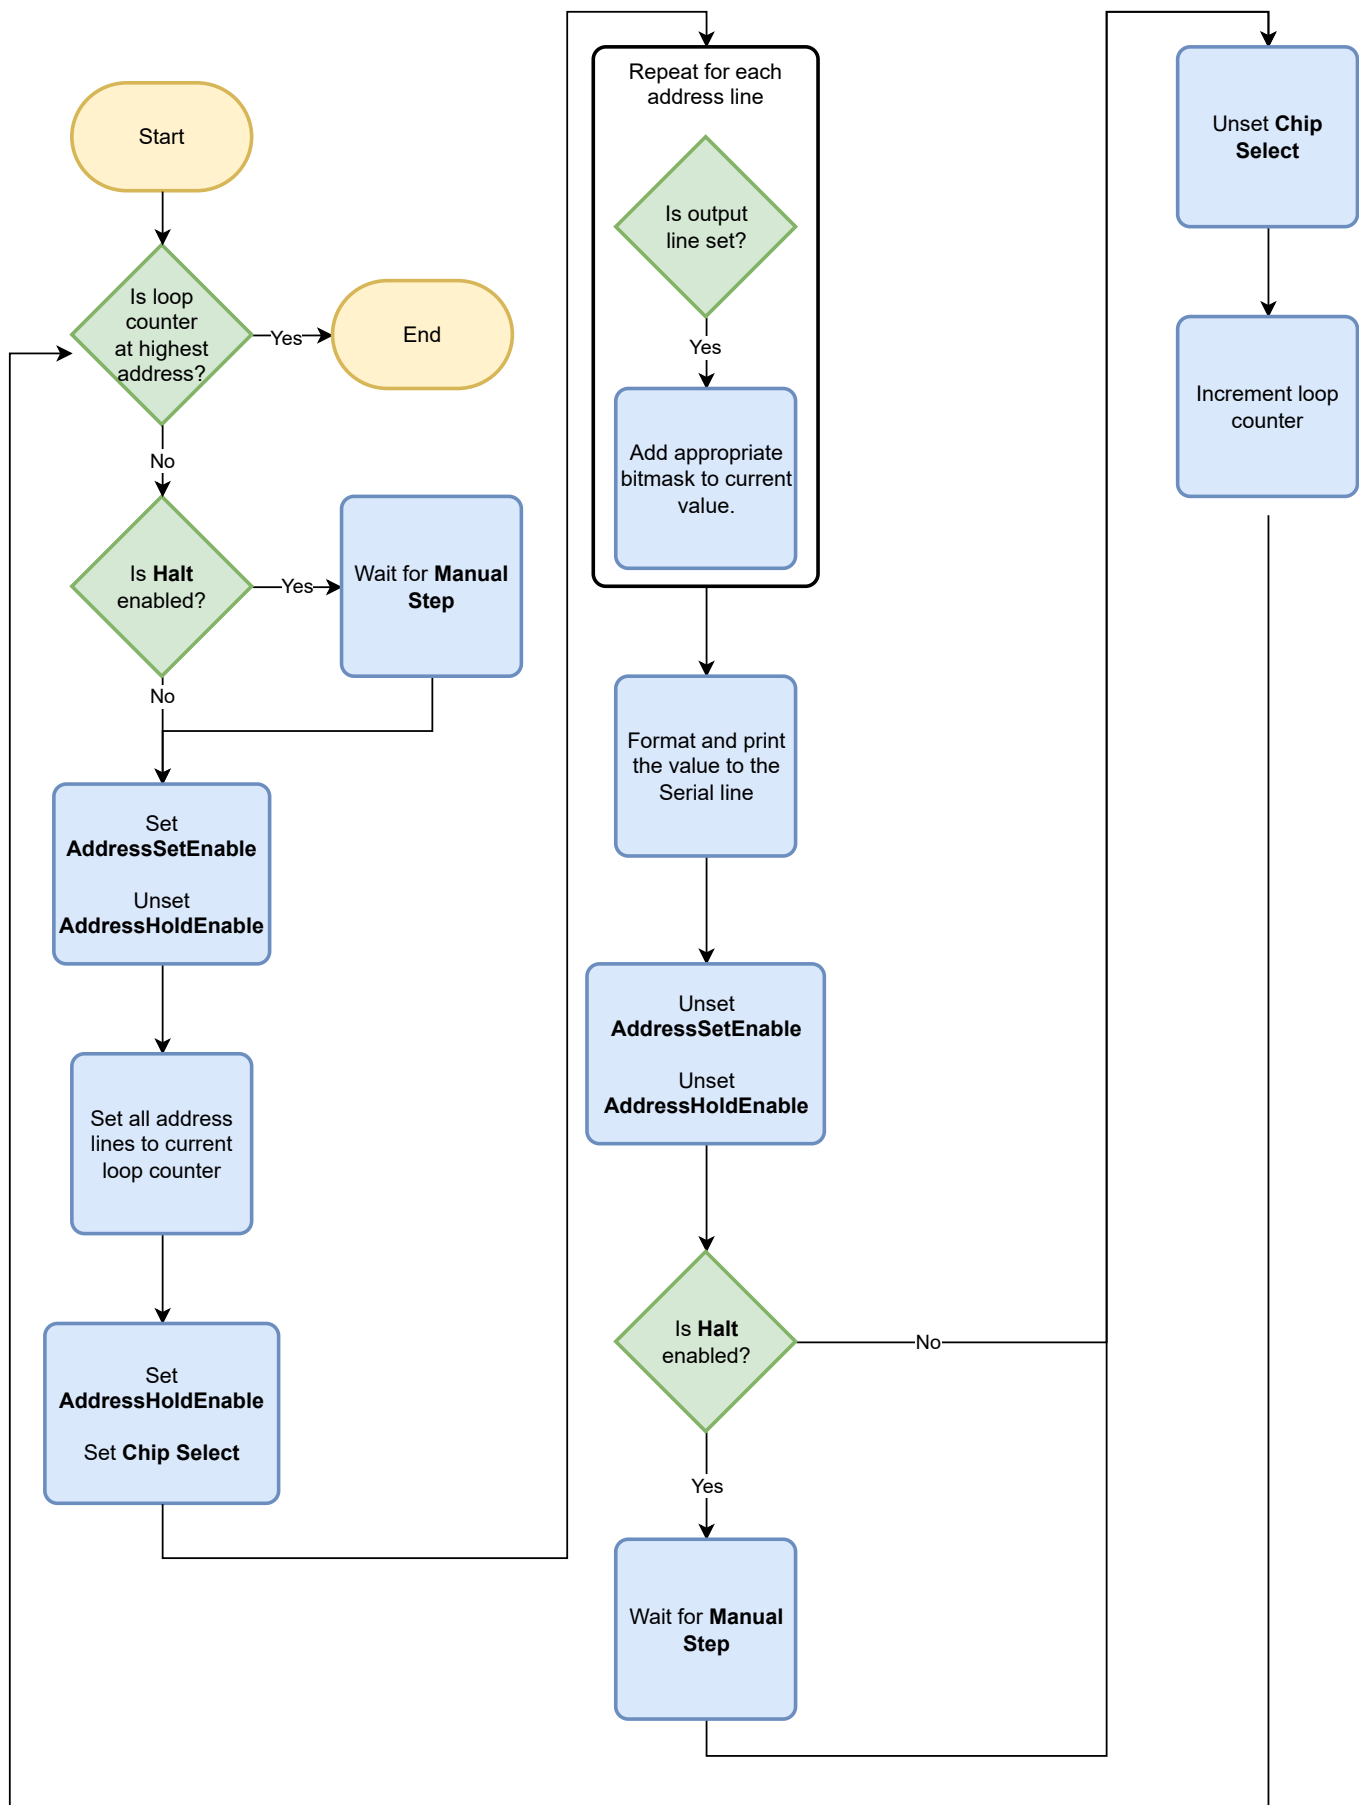 Start
Is loop
counter
at highest
address?
Yes
End
No
Is Halt
enabled?
Yes
Wait for Manual
Step
No
Set
AddressSetEnable
Unset
AddressHoldEnable
Set all address
lines to current
loop counter
Set
AddressHoldEnable
Set Chip Select
Repeat for each
address line
Is output
line set?
Yes
Add appropriate
bitmask to current
value.
Format and print
the value to the
Serial line
Unset
AddressSetEnable
Unset
AddressHoldEnable
Is Halt
enabled?
No
Yes
Wait for Manual
Step
Unset Chip
Select
Increment loop
counter